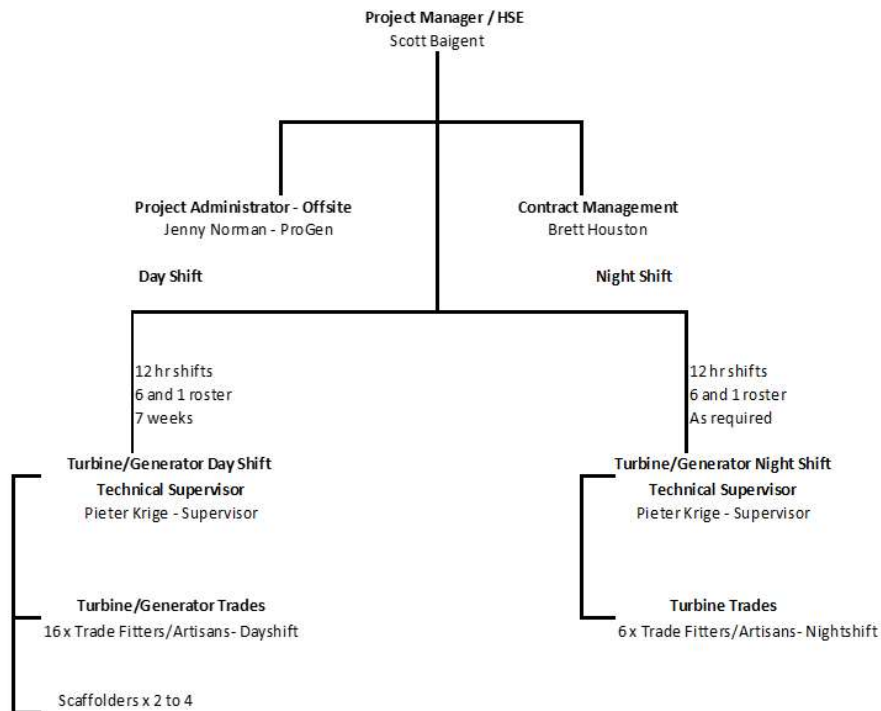 Project Manager / HSE
Scott Baigent
Project Administrator - Offsite
Jenny Norman - ProGen
Contract Management
Brett Houston
Day Shift
Night Shift
12 hr shifts
6 and 1 roster
7 weeks
12 hr shifts
6 and 1 roster
As required
Turbine/Generator Day Shift
Technical Supervisor
Pieter Krige - Supervisor
Turbine/Generator Night Shift
Technical Supervisor
Pieter Krige - Supervisor
Turbine/Generator Trades
16 x Trade Fitters/Artisans- Dayshift
Turbine Trades
6 x Trade Fitters/Artisans- Nightshift
Scaffolders x 2 to 4